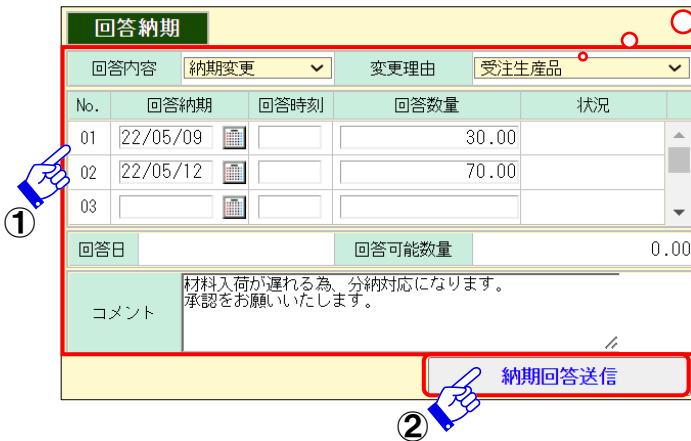 回答納期
回答内容 納期変更 変更理由 受注生産品
No. 回答納期 回答時刻 回答数量 状況
01 22/05/09 30.00
02 22/05/12 70.00
03
①
回答日 回答可能数量 0.00
コメント
材料入荷が遅れる為、分納対応になります。
承認をお願いいたします。
納期回答送信
②